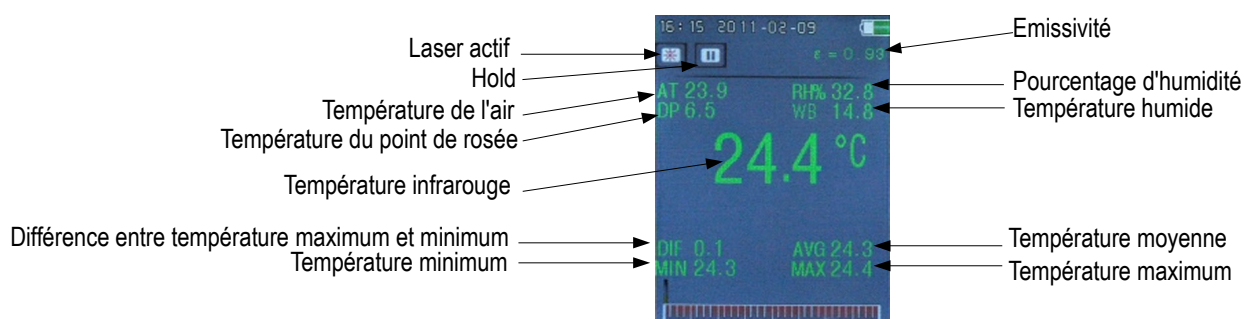 16:15 2011-02-09
Emissivité
Laser actif
ε = 0.93
Hold
Pourcentage d'humidité
AT 23.9 RH% 32.8
Température de l'air
Température humide
DP 6.5 WB 14.8
Température du point de rosée
24.4 °C
Température infrarouge
Différence entre température maximum et minimum
DIF 0.1 AVG 24.3
Température moyenne
Température minimum
MIN 24.3 MAX 24.4
Température maximum